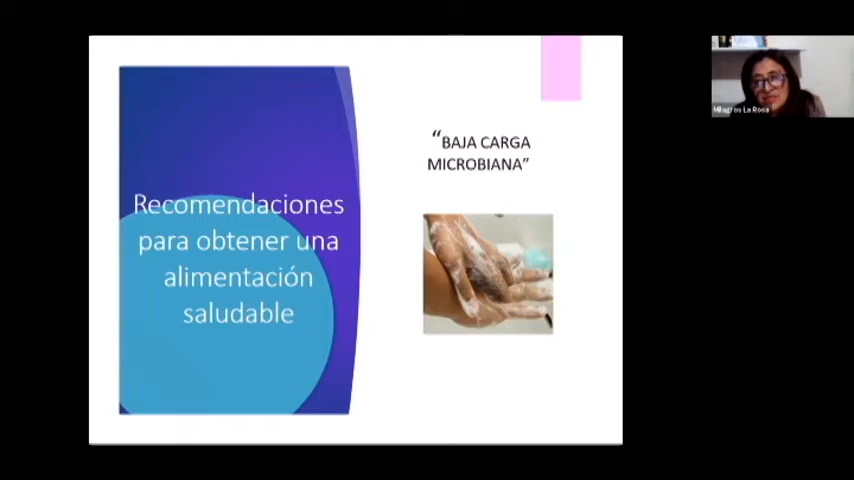 Recomendaciones
para obtener una
alimentación
saludable
“BAJA CARGA
MICROBIANA”
Milagros La Rosa